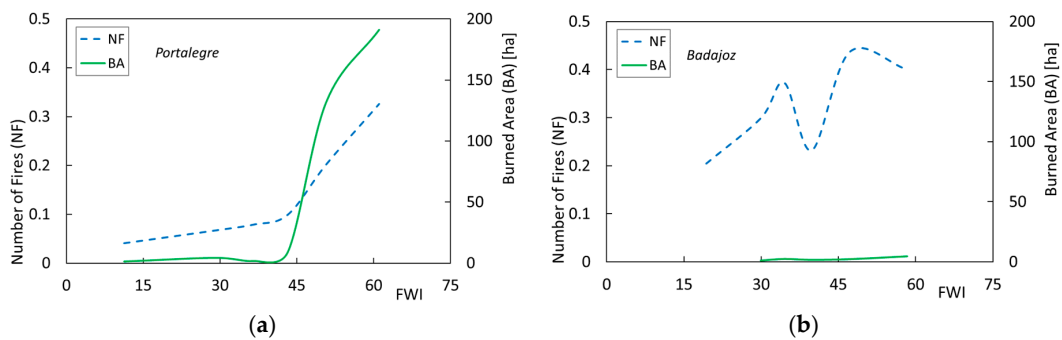 Portalegre
NF
BA
Number of Fires (NF)
0.5
0.4
0.3
0.2
0.1
0
Burned Area (BA) [ha]
200
150
100
50
0
0 15 30 45 60 75
FWI
(a)
Badajoz
NF
BA
Number of Fires (NF)
0.5
0.4
0.3
0.2
0.1
0
Burned Area (BA) [ha]
200
150
100
50
0
0 15 30 45 60 75
FWI
(b)